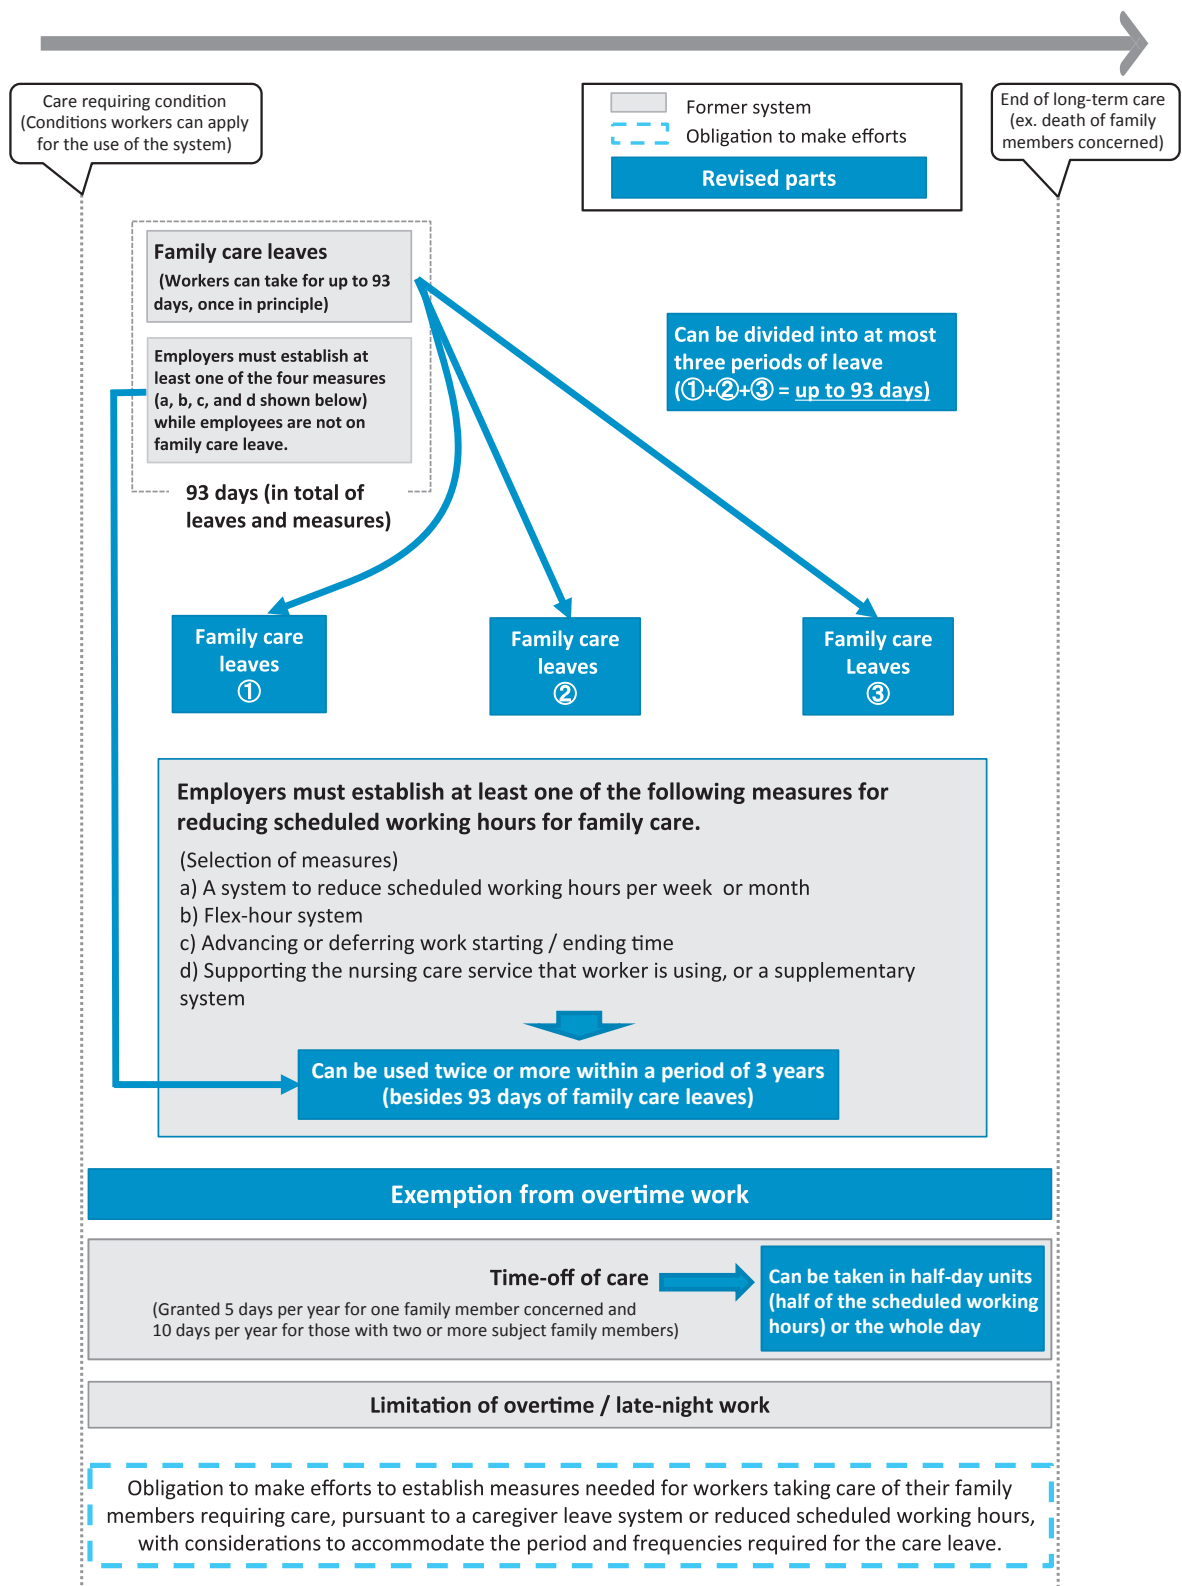 Care requiring condition
(Conditions workers can apply
for the use of the system)
Former system
Obligation to make efforts
Revised parts
End of long-term care
(ex. death of family
members concerned)
Family care leaves
(Workers can take for up to 93
days, once in principle)
Employers must establish at
least one of the four measures
(a, b, c, and d shown below)
while employees are not on
family care leave.
93 days (in total of
leaves and measures)
Can be divided into at most
three periods of leave
(①+②+③ = up to 93 days)
Family care
leaves
①
Family care
leaves
②
Family care
Leaves
③
Employers must establish at least one of the following measures for
reducing scheduled working hours for family care.
(Selection of measures)
a) A system to reduce scheduled working hours per week or month
b) Flex-hour system
c) Advancing or deferring work starting / ending time
d) Supporting the nursing care service that worker is using, or a supplementary
system
Can be used twice or more within a period of 3 years
(besides 93 days of family care leaves)
Exemption from overtime work
Time-off of care
(Granted 5 days per year for one family member concerned and
10 days per year for those with two or more subject family members)
Can be taken in half-day units
(half of the scheduled working
hours) or the whole day
Limitation of overtime / late-night work
Obligation to make efforts to establish measures needed for workers taking care of their family
members requiring care, pursuant to a caregiver leave system or reduced scheduled working hours,
with considerations to accommodate the period and frequencies required for the care leave.